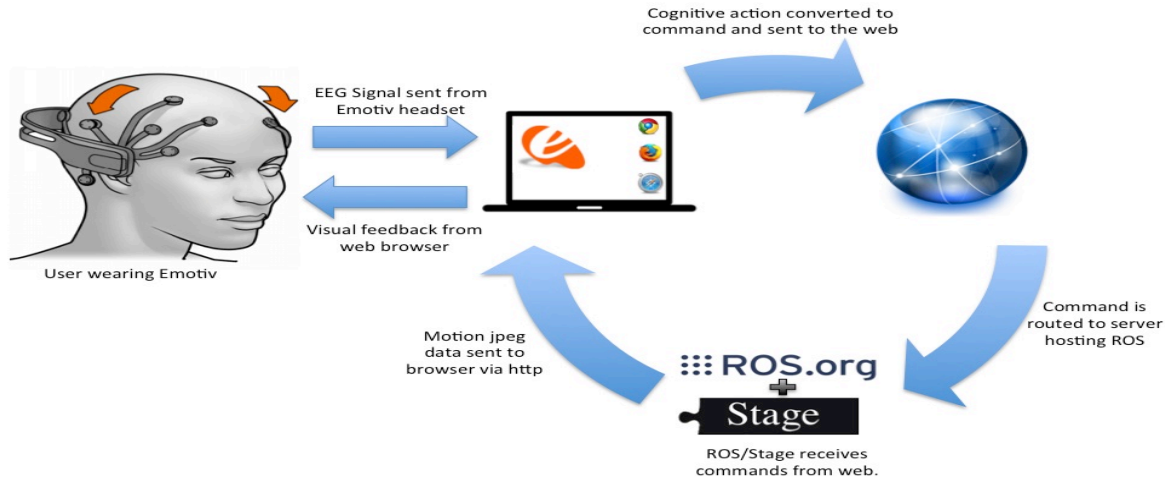 Cognitive action converted to
command and sent to the web
EEG Signal sent from
Emotiv headset
Visual feedback from
web browser
User wearing Emotiv
Command is
routed to server
hosting ROS
Motion jpeg
data sent to
browser via http
ROS.org
Stage
ROS/Stage receives
commands from web.